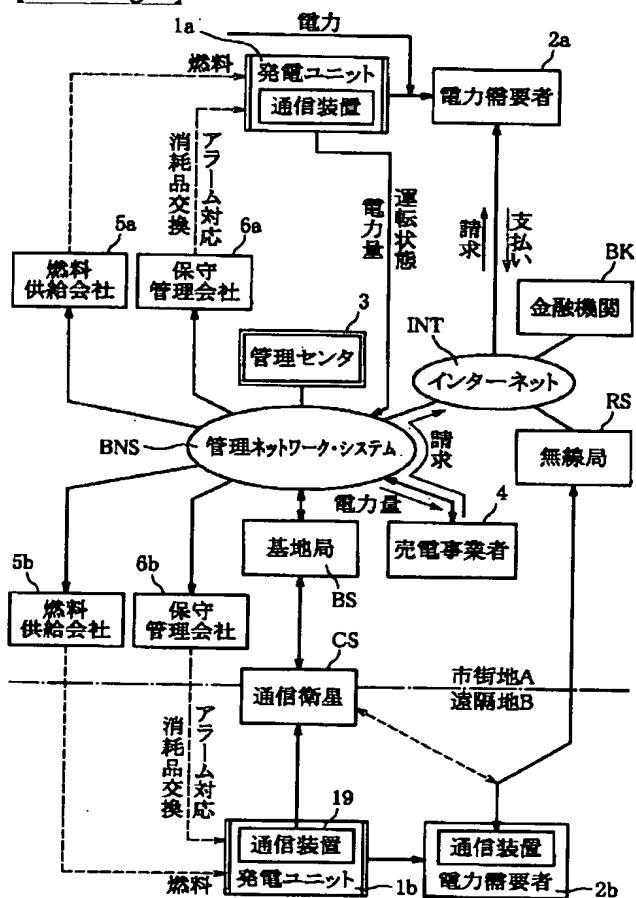 1a
電力
2a
燃料
発電ユニット
通信装置
電力需要者
消耗品交換
アラーム対応
電力量
運転状態
請求
支払い
5a
6a
BK
燃料
供給会社
保守
管理会社
3
管理センタ
金融機関
INT
インターネット
RS
BNS
管理ネットワーク・システム
請求
無線局
電力量
4
5b
6b
基地局
売電事業者
BS
燃料
供給会社
保守
管理会社
CS
通信衛星
市街地A
遠隔地B
消耗品交換
アラーム対応
19
通信装置
発電ユニット
通信装置
電力需要者
燃料
1b
2b